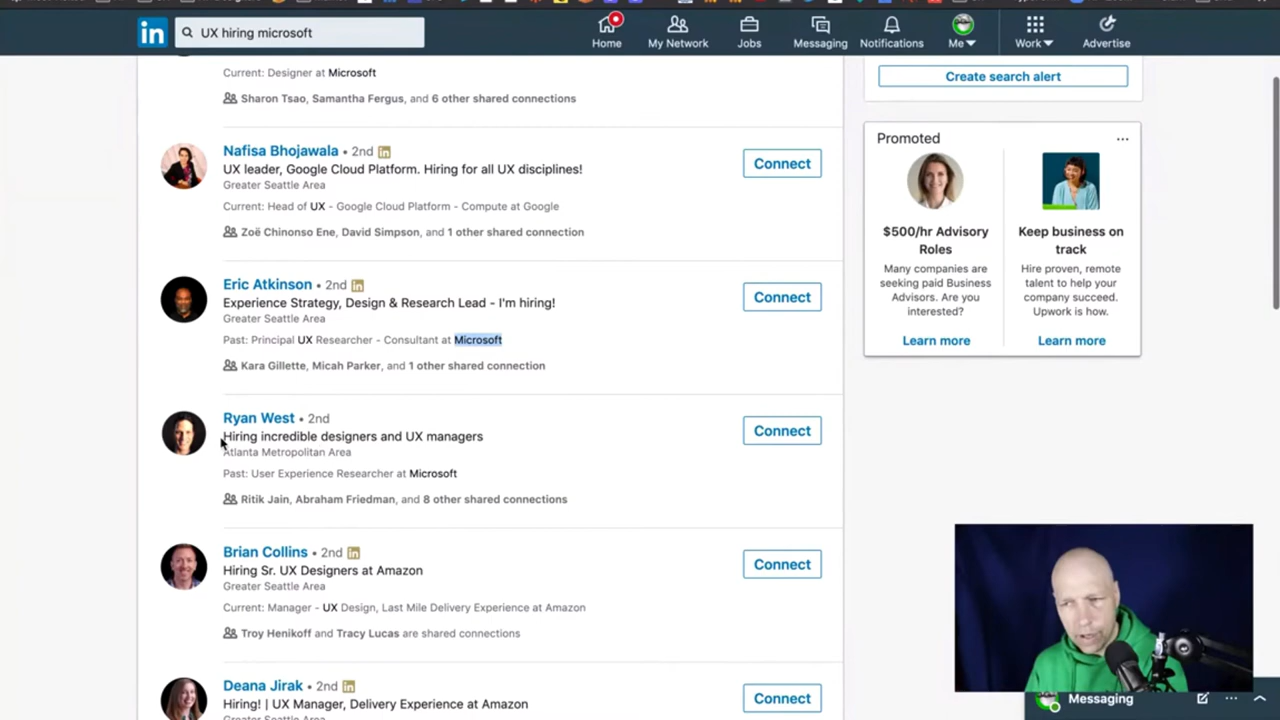 in
UX hiring microsoft
Home
My Network
Jobs
Messaging
Notifications
Me
Work
Advertise
Current: Designer at Microsoft
Sharon Tsao, Samantha Fergus, and 6 other shared connections
Nafisa Bhojawala • 2nd in
Connect
UX leader, Google Cloud Platform. Hiring for all UX disciplines!
Greater Seattle Area
Current: Head of UX - Google Cloud Platform - Compute at Google
Zoë Chinonso Ene, David Simpson, and 1 other shared connection
Eric Atkinson • 2nd in
Connect
Experience Strategy, Design & Research Lead - I'm hiring!
Greater Seattle Area
Past: Principal UX Researcher - Consultant at Microsoft
Kara Gillette, Micah Parker, and 1 other shared connection
Ryan West • 2nd
Connect
Hiring incredible designers and UX managers
Atlanta Metropolitan Area
Past: User Experience Researcher at Microsoft
Ritik Jain, Abraham Friedman, and 8 other shared connections
Brian Collins • 2nd in
Connect
Hiring Sr. UX Designers at Amazon
Greater Seattle Area
Current: Manager - UX Design, Last Mile Delivery Experience at Amazon
Troy Henikoff and Tracy Lucas are shared connections
Deana Jirak • 2nd in
Connect
Hiring! | UX Manager, Delivery Experience at Amazon
Greater Seattle Area
Create search alert
Promoted
...
$500/hr Advisory
Roles
Many companies are
seeking paid Business
Advisors. Are you
interested?
Learn more
Keep business on
track
Hire proven, remote
talent to help your
company succeed.
Upwork is how.
Learn more
Messaging
...